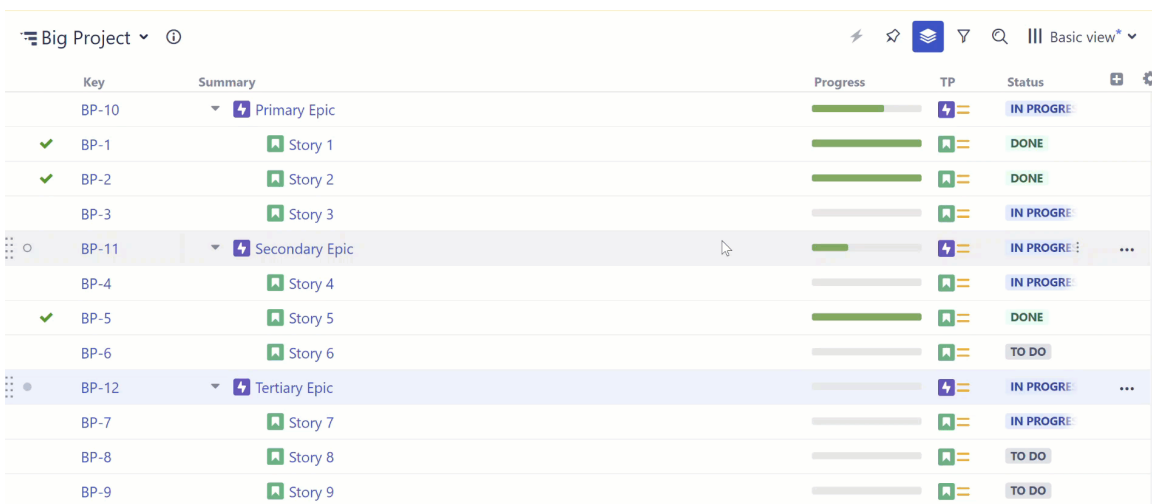 Big Project Basic view*
Key Summary Progress TP Status
BP-10 Primary Epic IN PROGRE
BP-1 Story 1 DONE
BP-2 Story 2 DONE
BP-3 Story 3 IN PROGRE
BP-11 Secondary Epic IN PROGRE
BP-4 Story 4 IN PROGRE
BP-5 Story 5 DONE
BP-6 Story 6 TO DO
BP-12 Tertiary Epic IN PROGRE
BP-7 Story 7 IN PROGRE
BP-8 Story 8 TO DO
BP-9 Story 9 TO DO